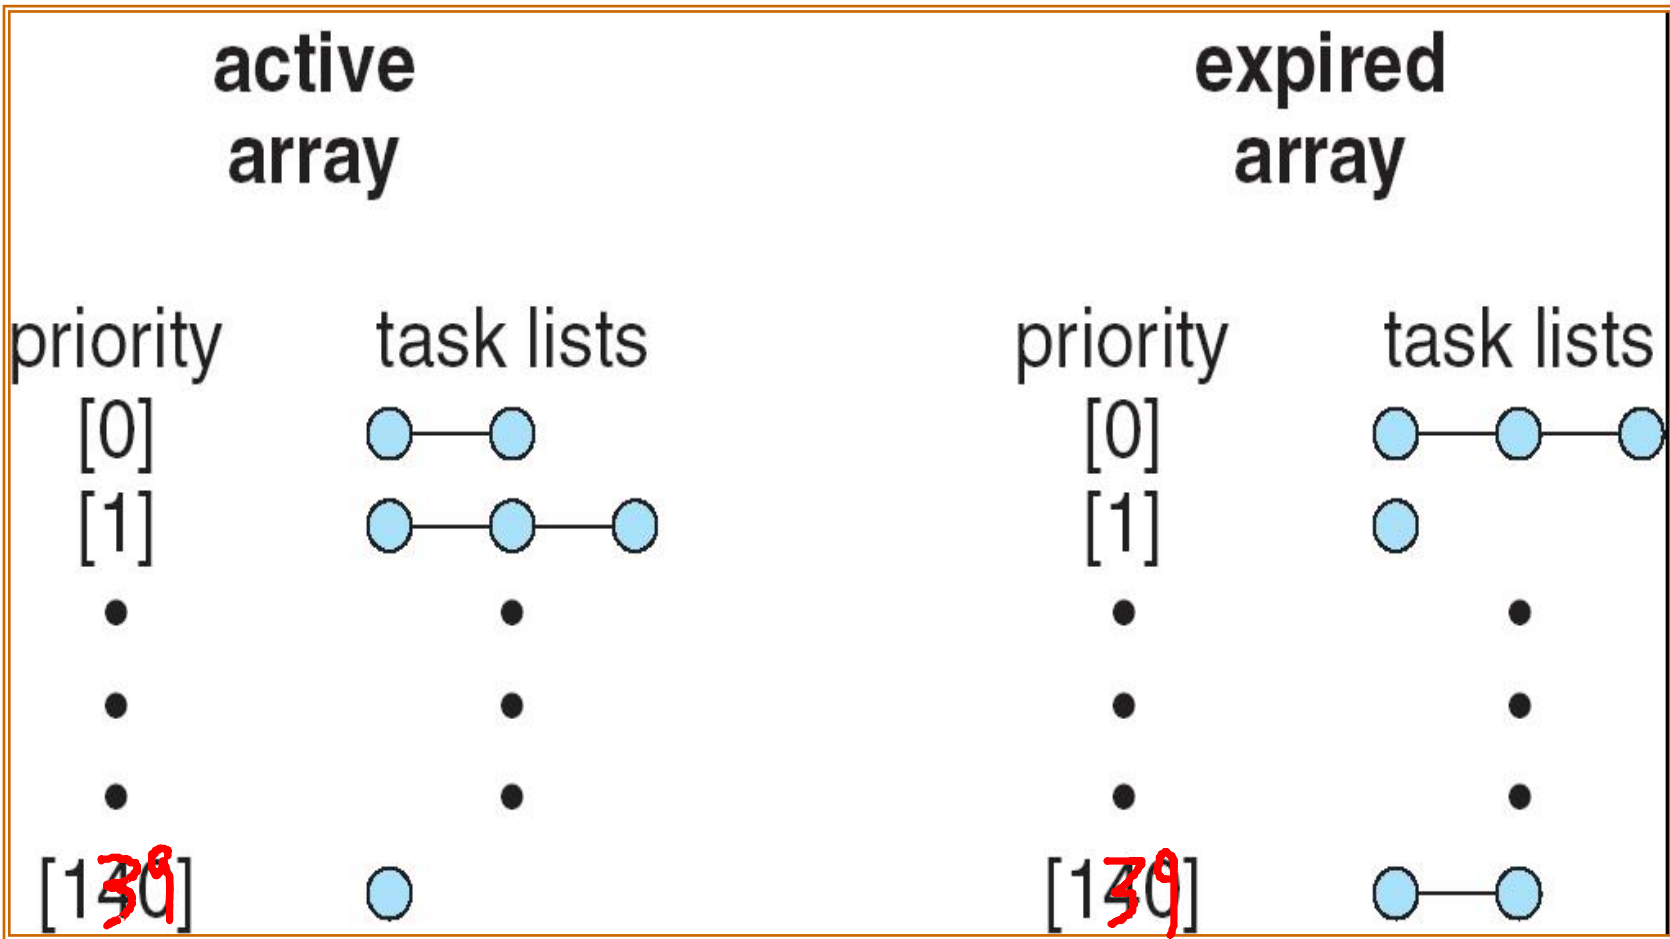 active
array
expired
array
priority task lists
[0]
[1]
[140]
39
priority task lists
[0]
[1]
[140]
39